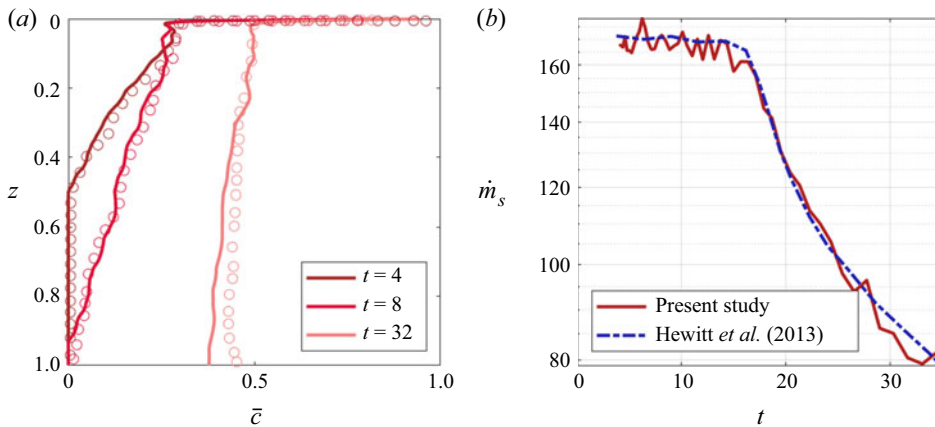 (a)
0
0.2
0.4
z
0.6
0.8
1.0
t = 4
t = 8
t = 32
0
0.5
1.0
c̄
(b)
160
140
ṁₛ
120
100
80
Present study
Hewitt et al. (2013)
0
10
20
30
t